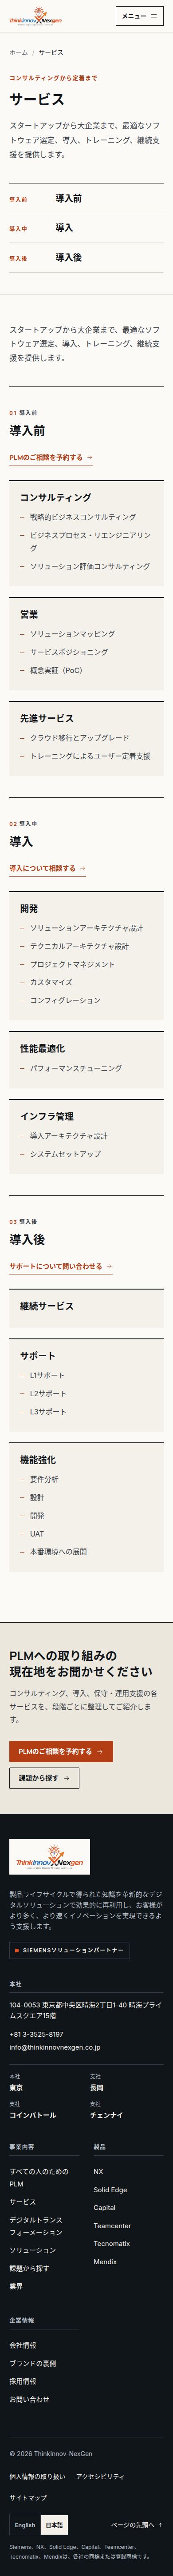 ThinkInnov NexGen
メニュー
ホーム / サービス
コンサルティングから定着まで
サービス
スタートアップから大企業まで、最適なソフ
トウェア選定、導入、トレーニング、継続支
援を提供します。
導入前 導入前
導入中 導入
導入後 導入後
スタートアップから大企業まで、最適なソフ
トウェア選定、導入、トレーニング、継続支
援を提供します。
01 導入前
導入前
PLMのご相談を予約する →
コンサルティング
— 戦略的ビジネスコンサルティング
— ビジネスプロセス・リエンジニアリン
グ
— ソリューション評価コンサルティング
営業
— ソリューションマッピング
— サービスポジショニング
— 概念実証（PoC）
先進サービス
— クラウド移行とアップグレード
— トレーニングによるユーザー定着支援
02 導入中
導入
導入について相談する →
開発
— ソリューションアーキテクチャ設計
— テクニカルアーキテクチャ設計
— プロジェクトマネジメント
— カスタマイズ
— コンフィグレーション
性能最適化
— パフォーマンスチューニング
インフラ管理
— 導入アーキテクチャ設計
— システムセットアップ
03 導入後
導入後
サポートについて問い合わせる →
継続サービス
サポート
— L1サポート
— L2サポート
— L3サポート
機能強化
— 要件分析
— 設計
— 開発
— UAT
— 本番環境への展開
PLMへの取り組みの
現在地をお聞かせください
コンサルティング、導入、保守・運用支援の各
サービスを、段階ごとに整理してご紹介しま
す。
PLMのご相談を予約する →
課題から探す →
ThinkInnov NexGen
製品ライフサイクルで得られた知識を革新的なデジ
タルソリューションで効果的に再利用し、お客様が
より多く、より速くイノベーションを実現できるよ
う支援します。
SIEMENSソリューションパートナー
本社
104-0053 東京都中央区晴海2丁目1-40 晴海プライ
ムスクエア15階
+81 3-3525-8197
info@thinkinnovnexgen.co.jp
本社
東京
支社
長岡
支社
コインバトール
支社
チェンナイ
事業内容
すべての人のための
PLM
サービス
デジタルトランス
フォーメーション
ソリューション
課題から探す
業界
製品
NX
Solid Edge
Capital
Teamcenter
Tecnomatix
Mendix
企業情報
会社情報
ブランドの裏側
採用情報
お問い合わせ
© 2026 ThinkInnov-NexGen
個人情報の取り扱い アクセシビリティ
サイトマップ
English 日本語
ページの先頭へ ↑
Siemens、NX、Solid Edge、Capital、Teamcenter、
Tecnomatix、Mendixは、各社の商標または登録商標です。